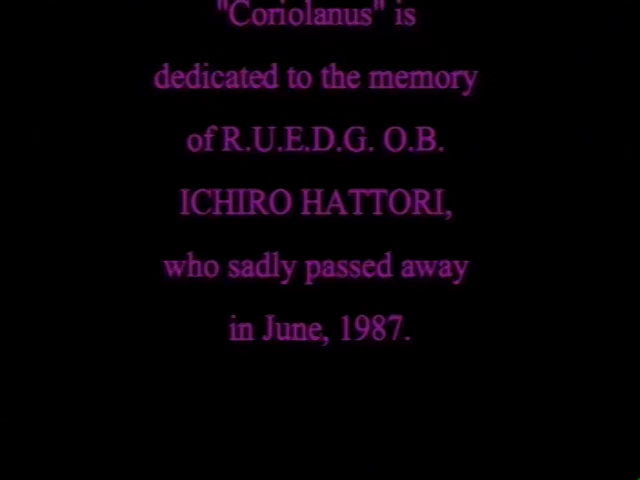 "Coriolanus" is
dedicated to the memory
of R.U.E.D.G. O.B.
ICHIRO HATTORI,
who sadly passed away
in June, 1987.